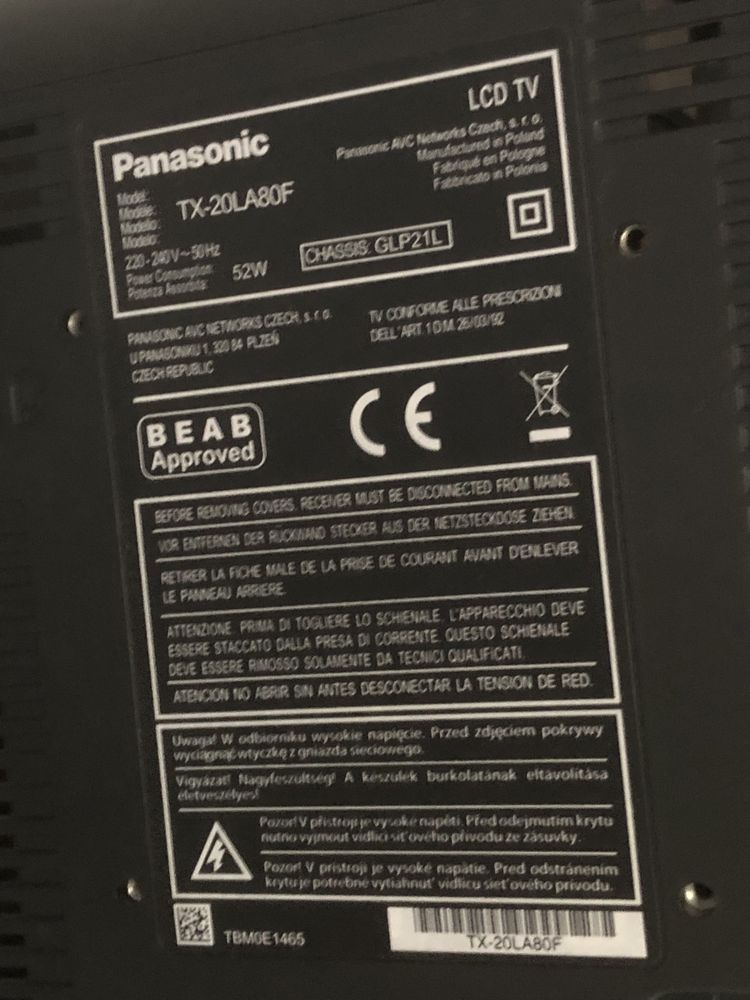 LCD TV
Panasonic
Panasonic AVC Networks Czech, s. r. o.
Manufactured in Poland
Fabriqué en Pologne
Fabbricato in Polonia
Model:
Modèle:
Modello:
Modelo:
TX-20LA80F
220 - 240V ~ 50Hz
Power Consumption:
Potenza Assorbita:
52W
CHASSIS: GLP21L
PANASONIC AVC NETWORKS CZECH, s. r. o.
U PANASONIKU 1, 320 84 PLZEŇ
CZECH REPUBLIC
TV CONFORME ALLE PRESCRIZIONI
DELL'ART. 1 D.M. 26/03/92
BEAB
Approved
CE
BEFORE REMOVING COVERS. RECEIVER MUST BE DISCONNECTED FROM MAINS.
VOR ENTFERNEN DER RÜCKWAND STECKER AUS DER NETZSTECKDOSE ZIEHEN.
RETIRER LA FICHE MALE DE LA PRISE DE COURANT AVANT D'ENLEVER
LE PANNEAU ARRIERE.
ATTENZIONE. PRIMA DI TOGLIERE LO SCHIENALE, L'APPARECCHIO DEVE
ESSERE STACCATO DALLA PRESA DI CORRENTE. QUESTO SCHIENALE
DEVE ESSERE RIMOSSO SOLAMENTE DA TECNICI QUALIFICATI.
ATENCION NO ABRIR SIN ANTES DESCONECTAR LA TENSION DE RED.
Uwaga! W odbiorniku wysokie napięcie. Przed zdjęciem pokrywy
wyciągnąć wtyczkę z gniazda sieciowego.
Vigyázat! Nagyfeszültség! A készülék burkolatának eltávolítása
életveszélyes!
Pozor! V přístroji je vysoké napětí. Před odejmutím krytu
nutno vyjmout vidlici síťového přívodu ze zásuvky.
Pozor! V prístroji je vysoké napätie. Pred odstránením
krytu je potrebné vytiahnuť vidlicu sieťového prívodu.
TBM0E1465
TX-20LA80F